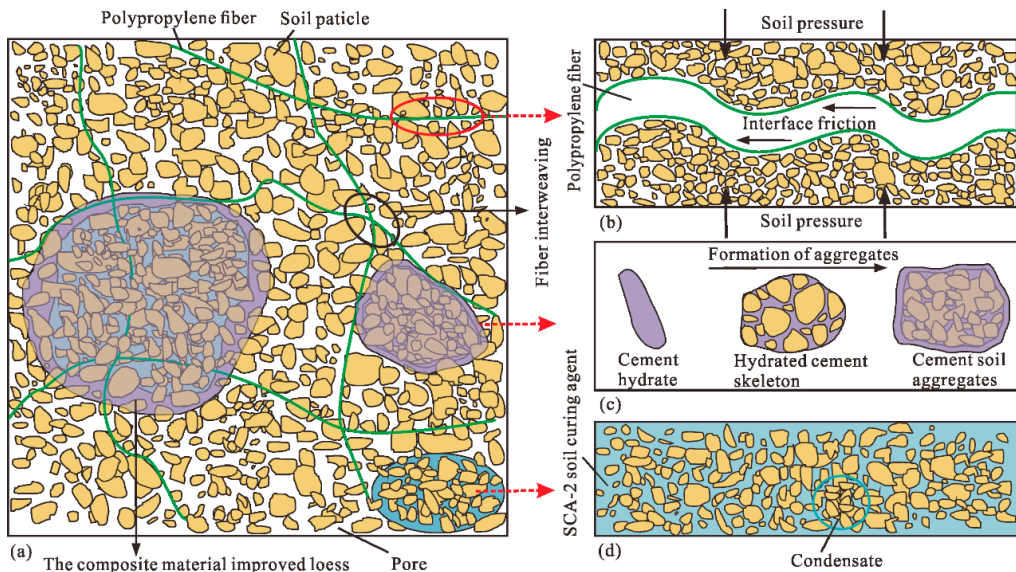 Polypropylene fiber
Soil paticle
Fiber interweaving
(a)
The composite material improved loess
Pore
Soil pressure
Polypropylene fiber
Interface friction
(b)
Soil pressure
Formation of aggregates
Cement
hydrate
Hydrated cement
skeleton
Cement soil
aggregates
(c)
SCA-2 soil curing agent
(d)
Condensate